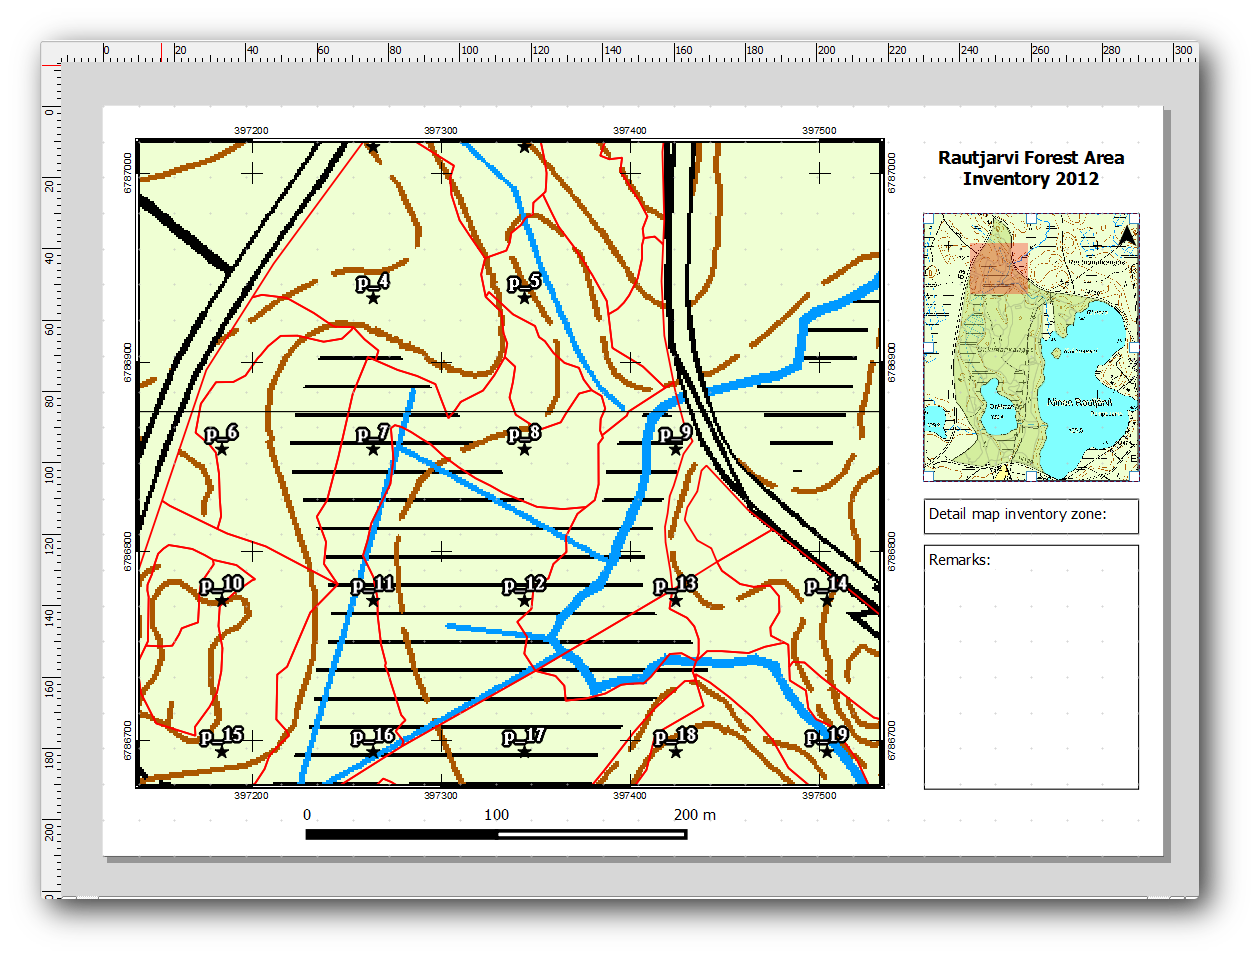 0 20 40 60 80 100 120 140 160 180 200 220 240 260 280 300
0
20
40
60
80
100
120
140
160
180
200
397200 397300 397400 397500
6787000
6786900
6786800
6786700
6787000
6786900
6786800
6786700
p_4 p_5
p_6 p_7 p_8 p_9
p_10 p_11 p_12 p_13 p_14
p_15 p_16 p_17 p_18 p_19
397200 397300 397400 397500
0 100 200 m
Rautjarvi Forest Area
Inventory 2012
63
Detail map inventory zone:
Remarks: